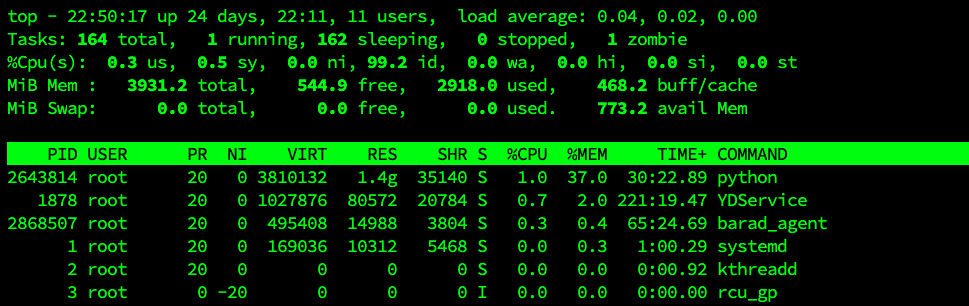 top - 22:50:17 up 24 days, 22:11, 11 users,  load average: 0.04, 0.02, 0.00
Tasks: 164 total,   1 running, 162 sleeping,   0 stopped,   1 zombie
%Cpu(s):  0.3 us,  0.5 sy,  0.0 ni, 99.2 id,  0.0 wa,  0.0 hi,  0.0 si,  0.0 st
MiB Mem :   3931.2 total,    544.9 free,   2918.0 used,    468.2 buff/cache
MiB Swap:      0.0 total,      0.0 free,      0.0 used.    773.2 avail Mem
    PID USER      PR  NI    VIRT    RES    SHR S  %CPU  %MEM     TIME+ COMMAND
2643814 root      20   0 3810132   1.4g  35140 S   1.0  37.0  30:22.89 python
   1878 root      20   0 1027876  80572  20784 S   0.7   2.0 221:19.47 YDService
2868507 root      20   0  495408  14988   3804 S   0.3   0.4  65:24.69 barad_agent
      1 root      20   0  169036  10312   5468 S   0.0   0.3   1:00.29 systemd
      2 root      20   0       0      0      0 S   0.0   0.0   0:00.92 kthreadd
      3 root       0 -20       0      0      0 I   0.0   0.0   0:00.00 rcu_gp